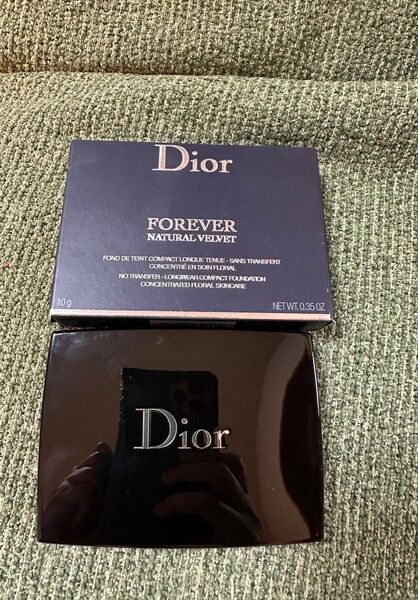 Dior
FOREVER
NATURAL VELVET
FOND DE TEINT COMPACT LONGUE TENUE - SANS TRANSFERT
CONCENTRÉ EN SOIN FLORAL
NO TRANSFER - LONGWEAR COMPACT FOUNDATION
CONCENTRATED FLORAL SKINCARE
10 g NET WT. 0.35 OZ
Dior